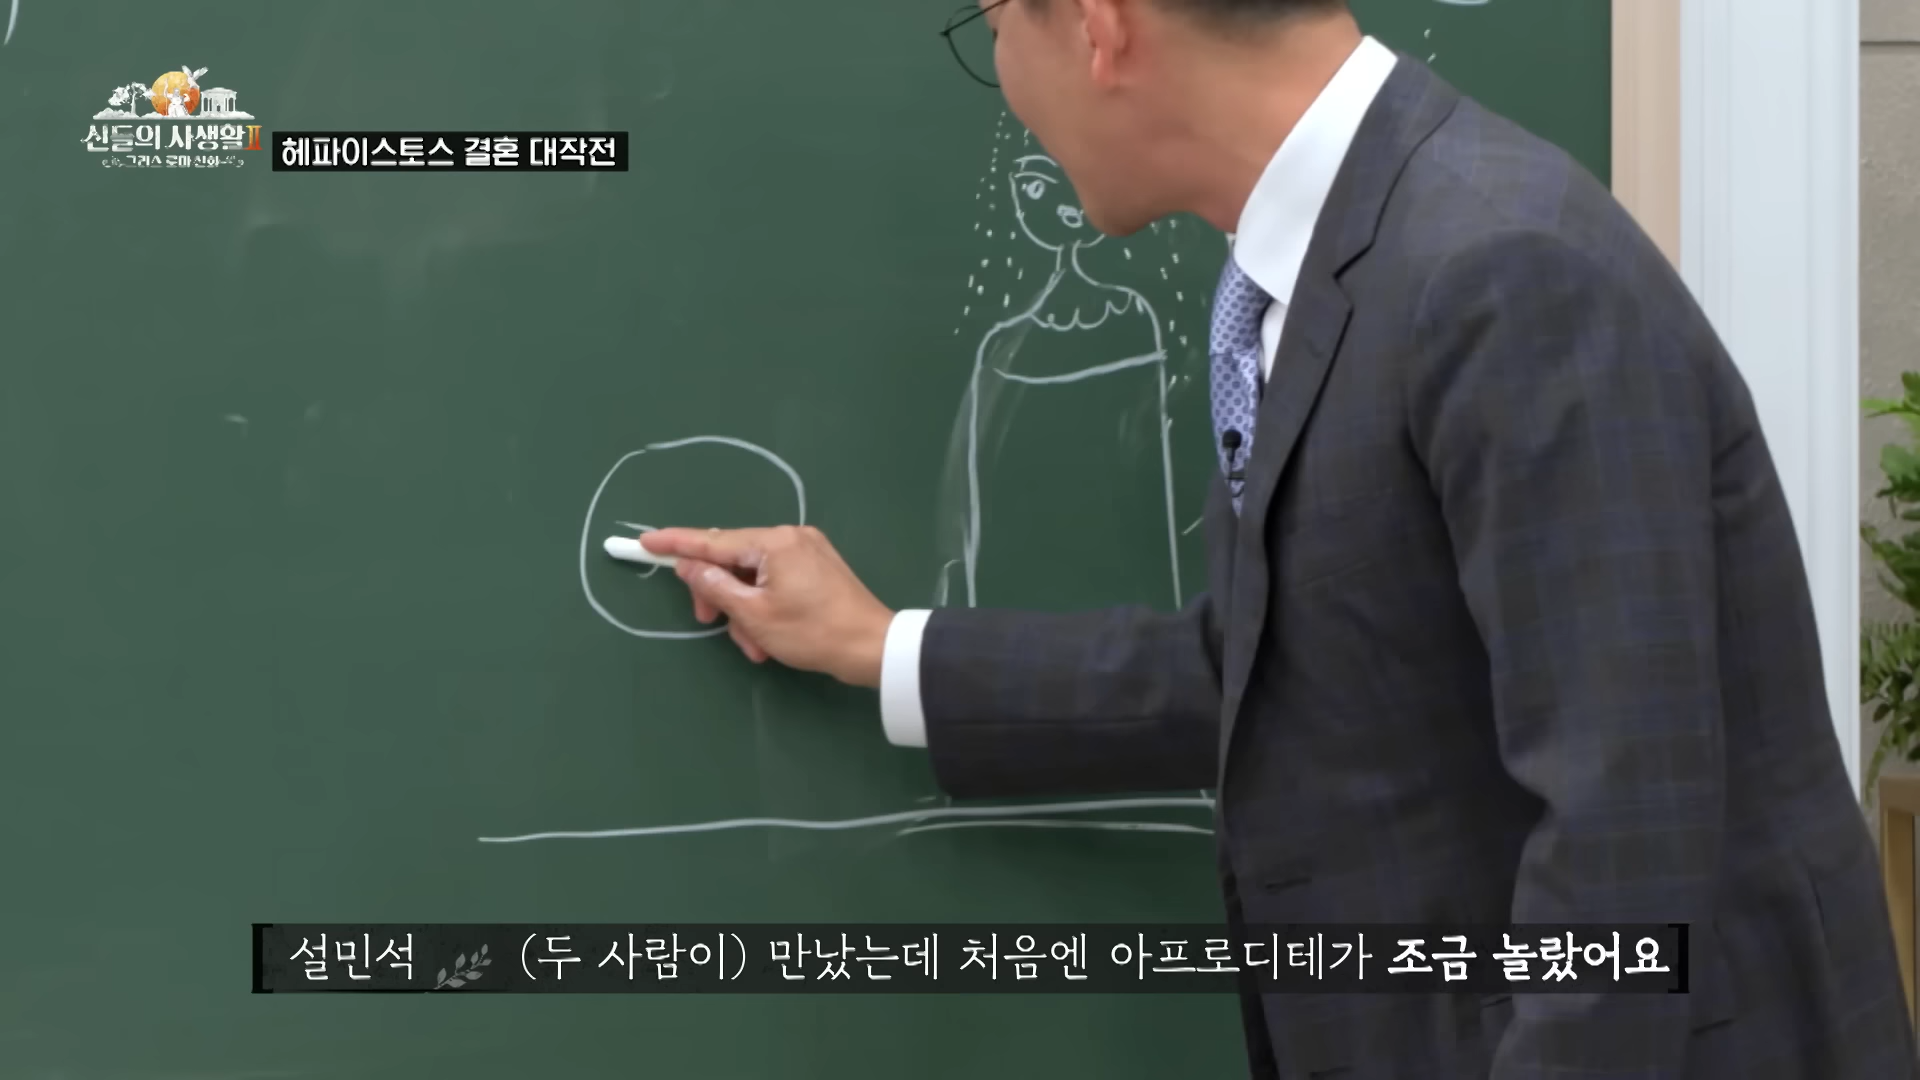 신들의 사생활 II
그리스 로마 신화
헤파이스토스 결혼 대작전
설민석 (두 사람이) 만났는데 처음엔 아프로디테가 조금 놀랐어요